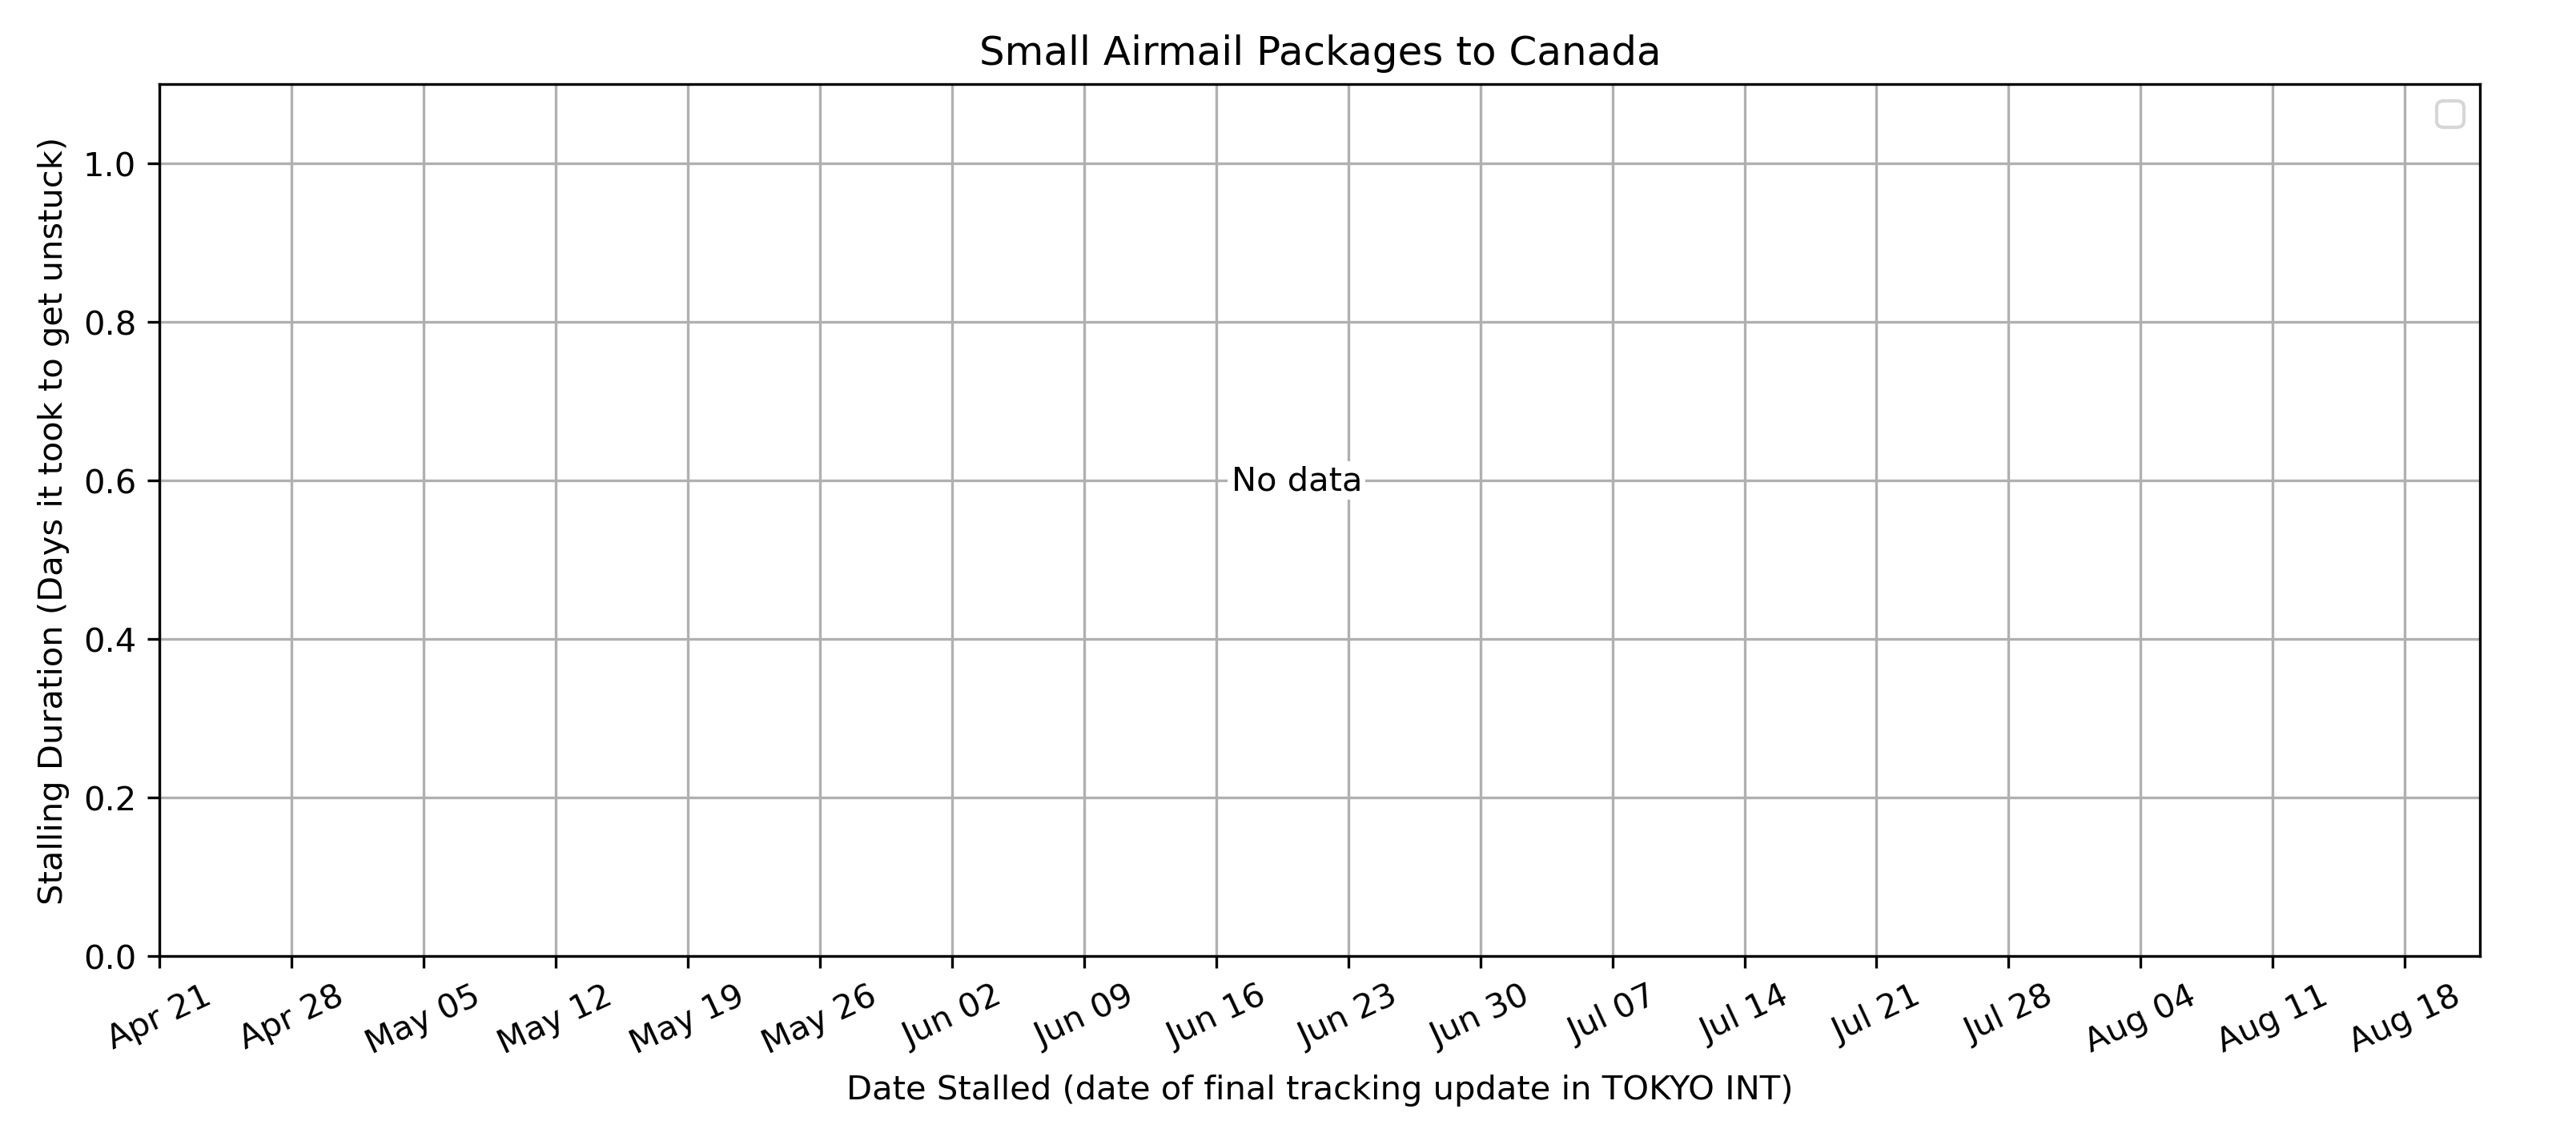 Small Airmail Packages to Canada
Stalling Duration (Days it took to get unstuck)
1.0
0.8
0.6
0.4
0.2
0.0
No data
Apr 21
Apr 28
May 05
May 12
May 19
May 26
Jun 02
Jun 09
Jun 16
Jun 23
Jun 30
Jul 07
Jul 14
Jul 21
Jul 28
Aug 04
Aug 11
Aug 18
Date Stalled (date of final tracking update in TOKYO INT)